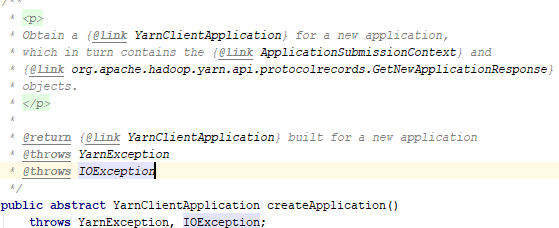 /**
* <p>
* Obtain a {@link YarnClientApplication} for a new application,
* which in turn contains the {@link ApplicationSubmissionContext} and
* {@link org.apache.hadoop.yarn.api.protocolrecords.GetNewApplicationResponse}
* objects.
* </p>
*
* @return {@link YarnClientApplication} built for a new application
* @throws YarnException
* @throws IOException
*/
public abstract YarnClientApplication createApplication()
throws YarnException, IOException;